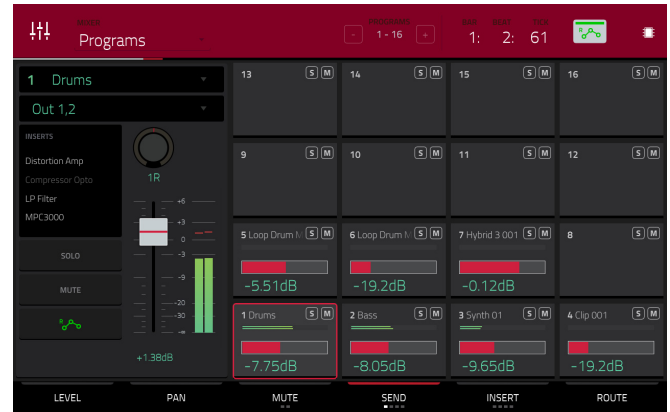 MIXER
Programs
PROGRAMS
- 1 - 16 +
BAR BEAT TICK
1: 2: 61
1 Drums
Out 1,2
INSERTS
Distortion Amp
Compressor Opto
LP Filter
MPC3000
1R
+6
+3
0
-3
-9
-20
-30
-∞
SOLO
MUTE
+1.38dB
13 S M
14 S M
15 S M
16 S M
9 S M
10 S M
11 S M
12 S M
5 Loop Drum M S M
-5.51dB
6 Loop Drum M S M
-19.2dB
7 Hybrid 3 001 S M
-0.12dB
8 S M
1 Drums S M
-7.75dB
2 Bass S M
-8.05dB
3 Synth 01 S M
-9.65dB
4 Clip 001 S M
-19.2dB
LEVEL PAN MUTE SEND INSERT ROUTE